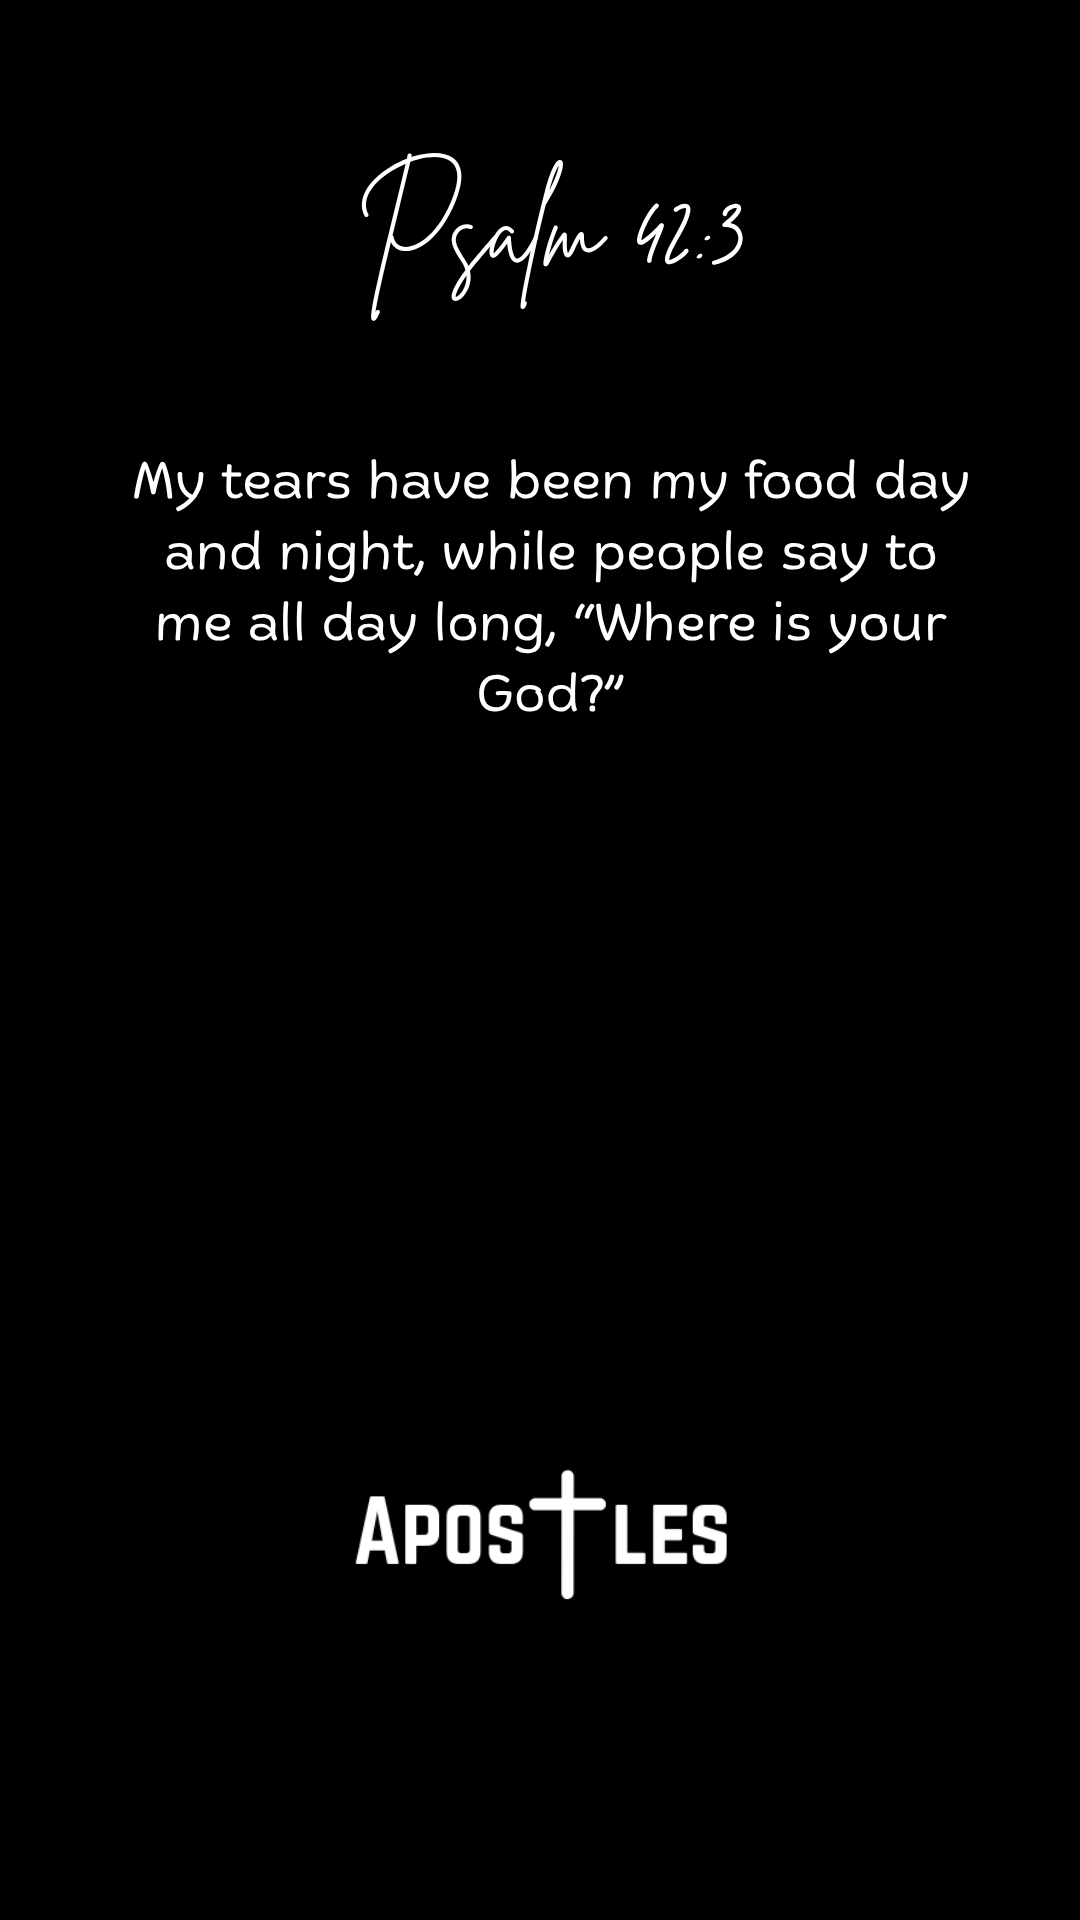 Psalm 42:3
My tears have been my food day
and night, while people say to
me all day long, “Where is your
God?”
APOSTLES